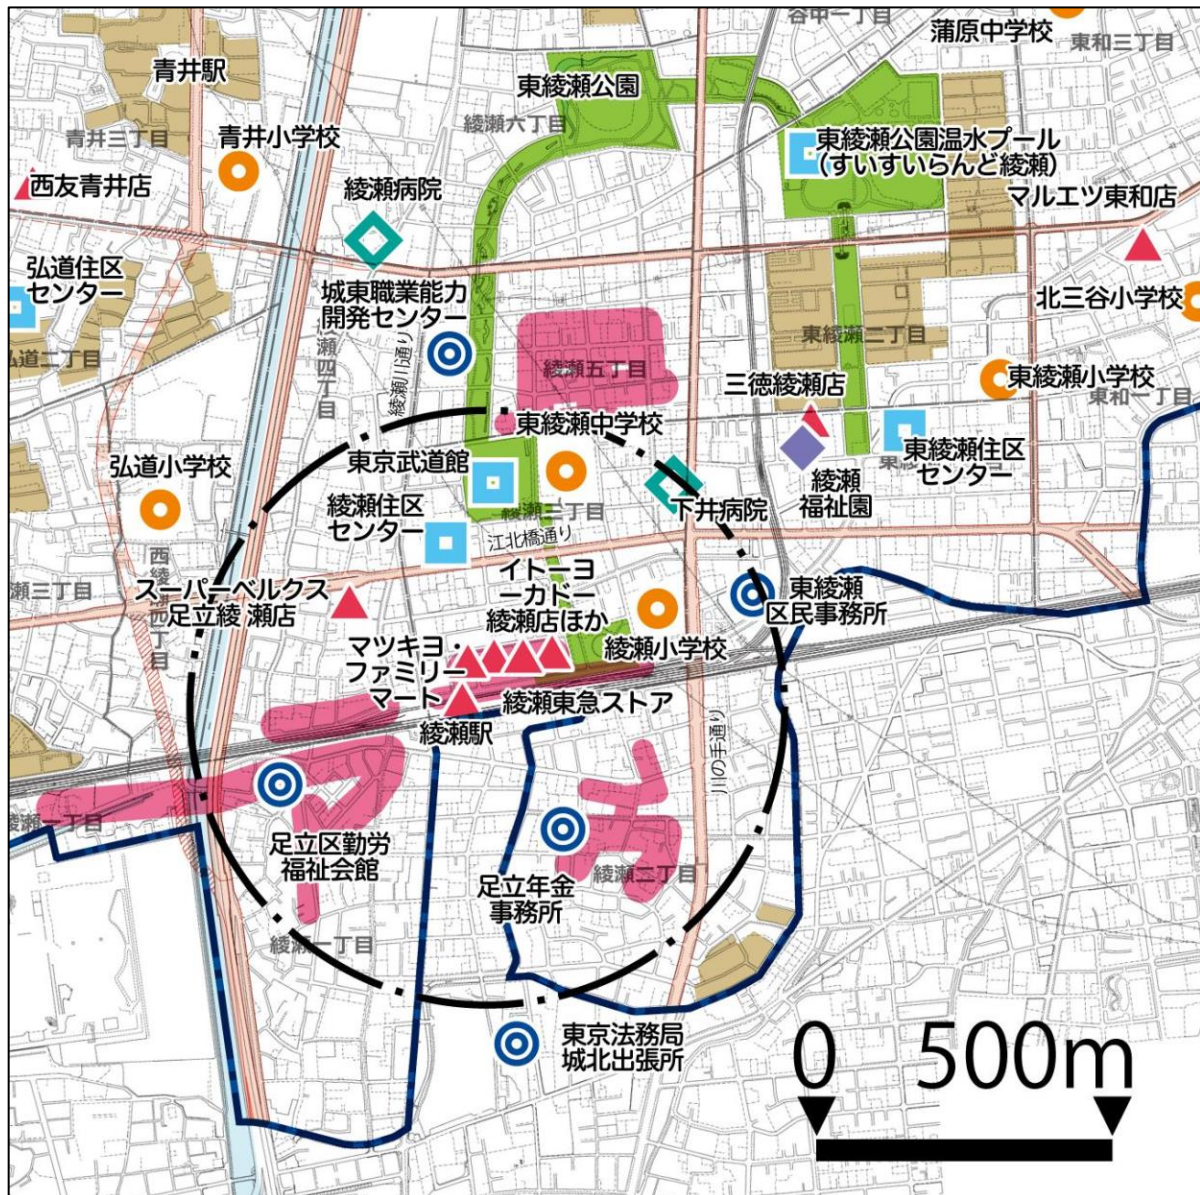 谷中一丁目
蒲原中学校
東和三丁目
青井駅
東綾瀬公園
綾瀬六丁目
青井三丁目
青井小学校
東綾瀬公園温水プール
(すいすいらんど綾瀬)
西友青井店
綾瀬病院
マルエツ東和店
弘道住区
センター
城東職業能力
開発センター
北三谷小学校
弘道二丁目
綾瀬川通り
瀬四丁目
綾瀬五丁目
東綾瀬二丁目
三徳綾瀬店
東綾瀬小学校
東和一丁目
東綾瀬中学校
東京武道館
弘道小学校
東綾瀬住区
センター
綾瀬
福祉園
下井病院
綾瀬住区
センター
綾瀬三丁目
江北橋通り
西綾瀬四丁目
瀬三丁目
スーパーベルクス
足立綾瀬店
イトーヨ
ーカドー
綾瀬店ほか
東綾瀬
区民事務所
綾瀬小学校
マツキヨ・
ファミリー
マート
綾瀬東急ストア
綾瀬駅
川の手通り
綾瀬一丁目
足立区勤労
福祉会館
足立年金
事務所
綾瀬二丁目
綾瀬一丁目
東京法務局
城北出張所
0 500m